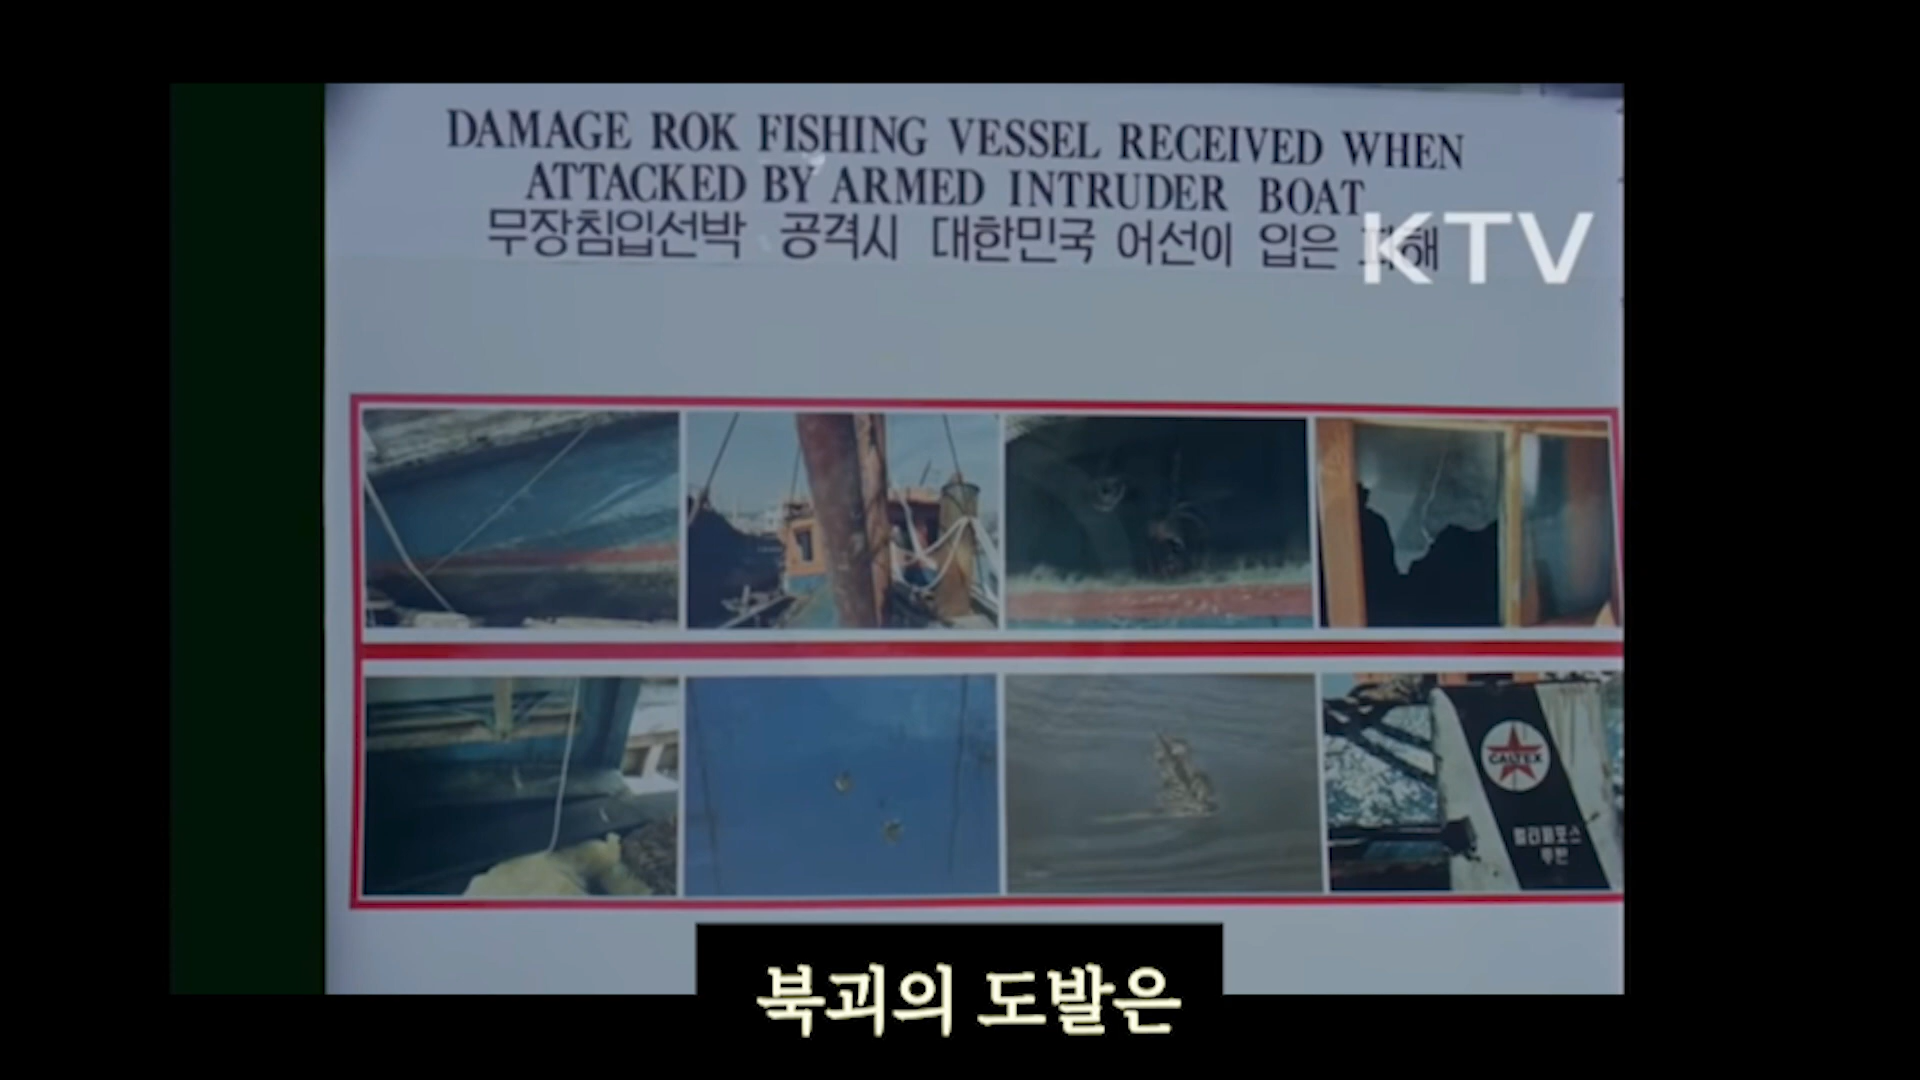 DAMAGE ROK FISHING VESSEL RECEIVED WHEN
ATTACKED BY ARMED INTRUDER BOAT
무장침입선박 공격시 대한민국 어선이 입은 피해
KTV
CALTEX
북괴의 도발은